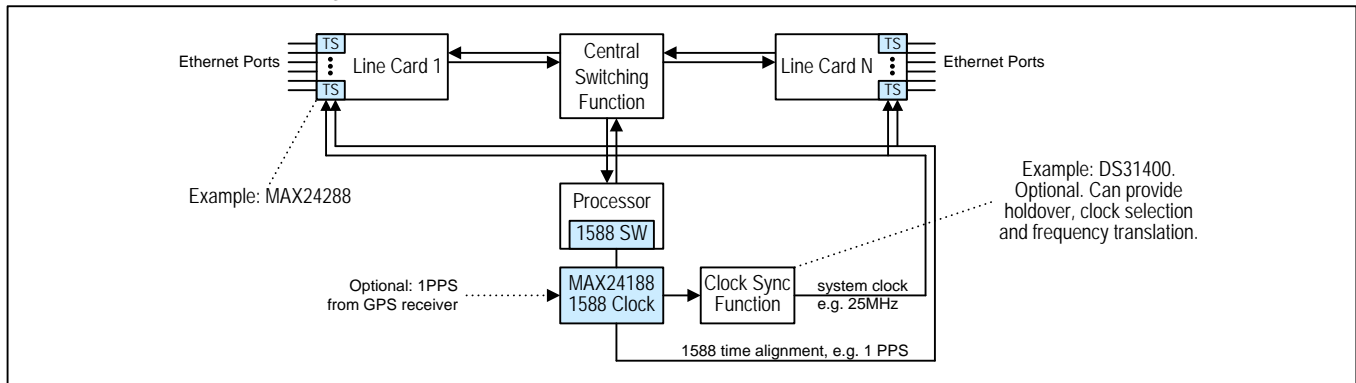 TS
Ethernet Ports
TS
Line Card 1
Central
Switching
Function
Line Card N
TS
Ethernet Ports
TS
Example: MAX24288
Processor
1588 SW
Example: DS31400.
Optional. Can provide
holdover, clock selection
and frequency translation.
Optional: 1PPS
from GPS receiver
MAX24188
1588 Clock
Clock Sync
Function
system clock
e.g. 25MHz
1588 time alignment, e.g. 1 PPS